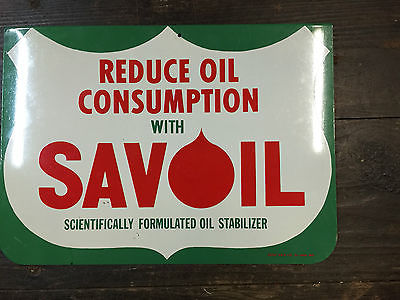 REDUCE OIL
CONSUMPTION
WITH
SAVOIL
SCIENTIFICALLY FORMULATED OIL STABILIZER